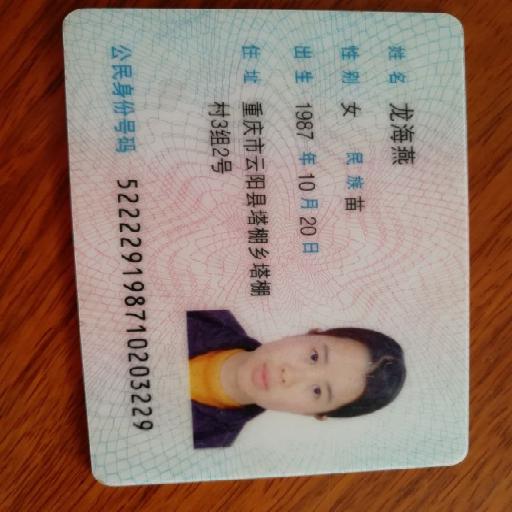 姓名 龙海燕
性别 女 民族 苗
出生 1987 年 10 月 20 日
住址 重庆市云阳县塔棚乡塔棚
村3组2号
公民身份号码 522229198710203229